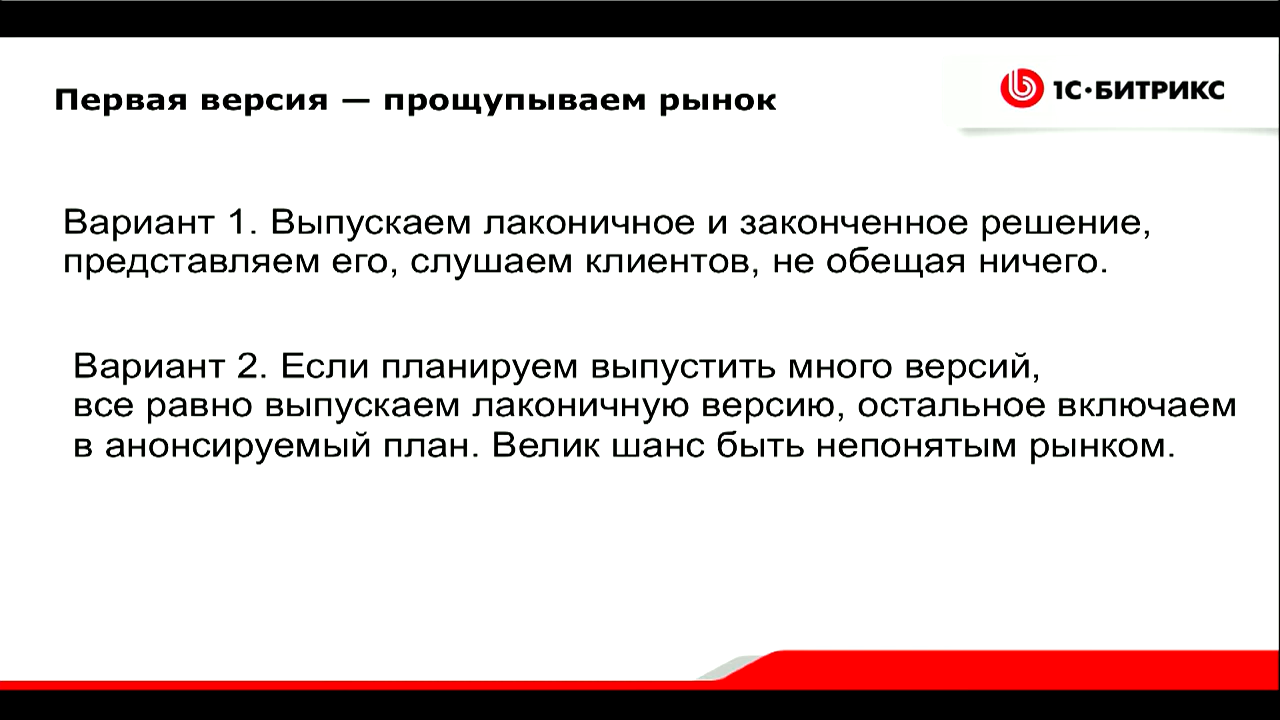 Первая версия — прощупываем рынок
1С·БИТРИКС
Вариант 1. Выпускаем лаконичное и законченное решение,
представляем его, слушаем клиентов, не обещая ничего.
Вариант 2. Если планируем выпустить много версий,
все равно выпускаем лаконичную версию, остальное включаем
в анонсируемый план. Велик шанс быть непонятым рынком.